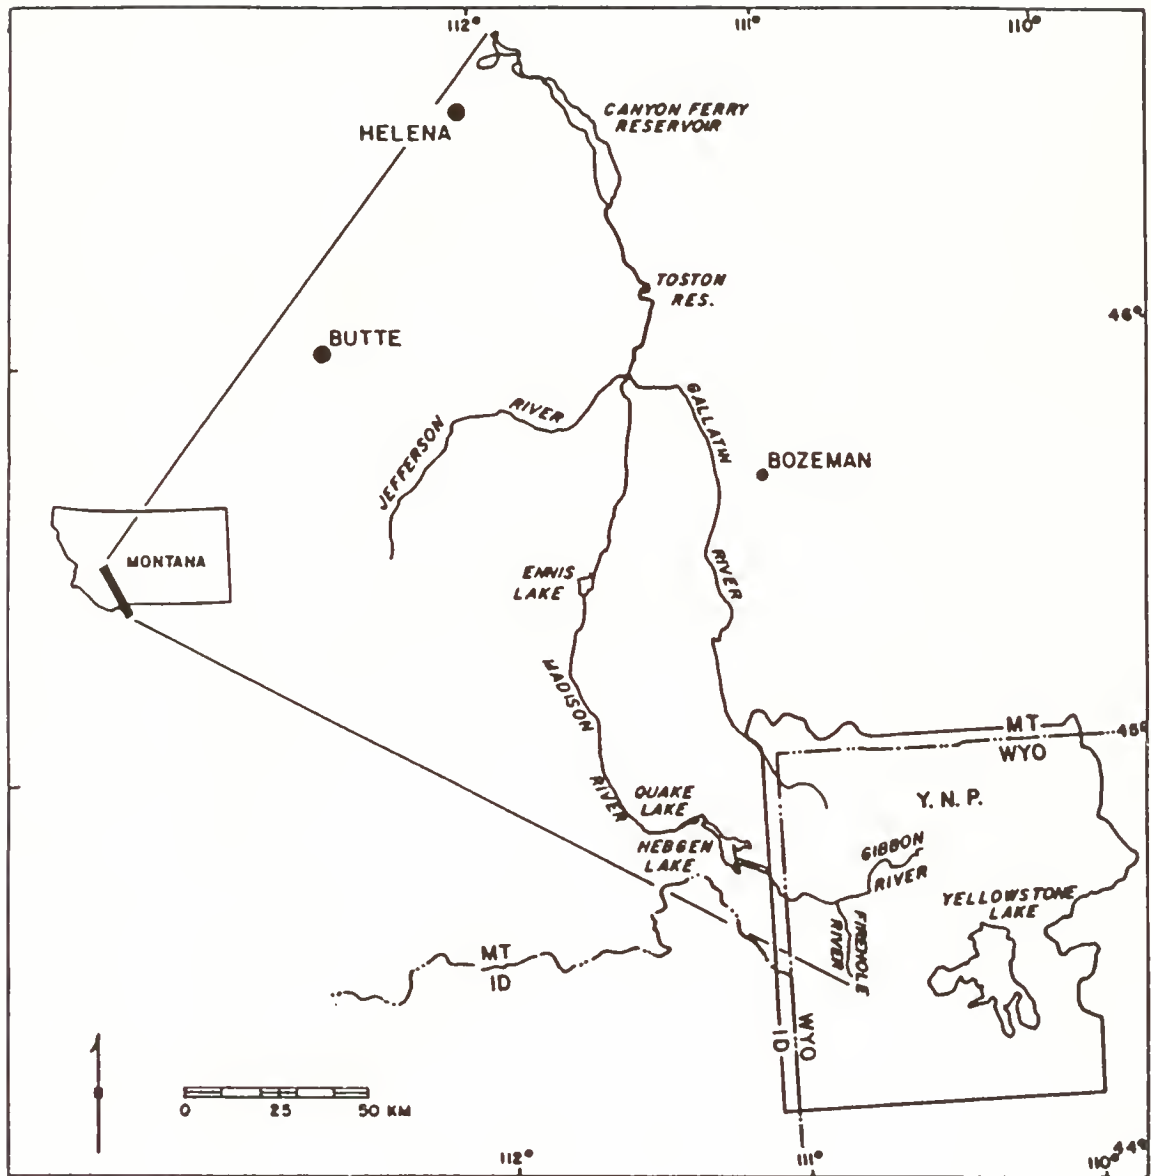 112° 111° 110°
CANYON FERRY
RESERVOIR
HELENA
TOSTON
RES.
46°
BUTTE
JEFFERSON RIVER
GALLATIN RIVER
BOZEMAN
MONTANA
ENNIS
LAKE
MADISON RIVER
MT
WYO
45°
QUAKE
LAKE
Y. N. P.
HEBGEN
LAKE
GIBBON
RIVER
YELLOWSTONE
LAKE
FIREHOLE
RIVER
MT
ID
WYO
ID
0 25 50 KM
44°
112° 111° 110°